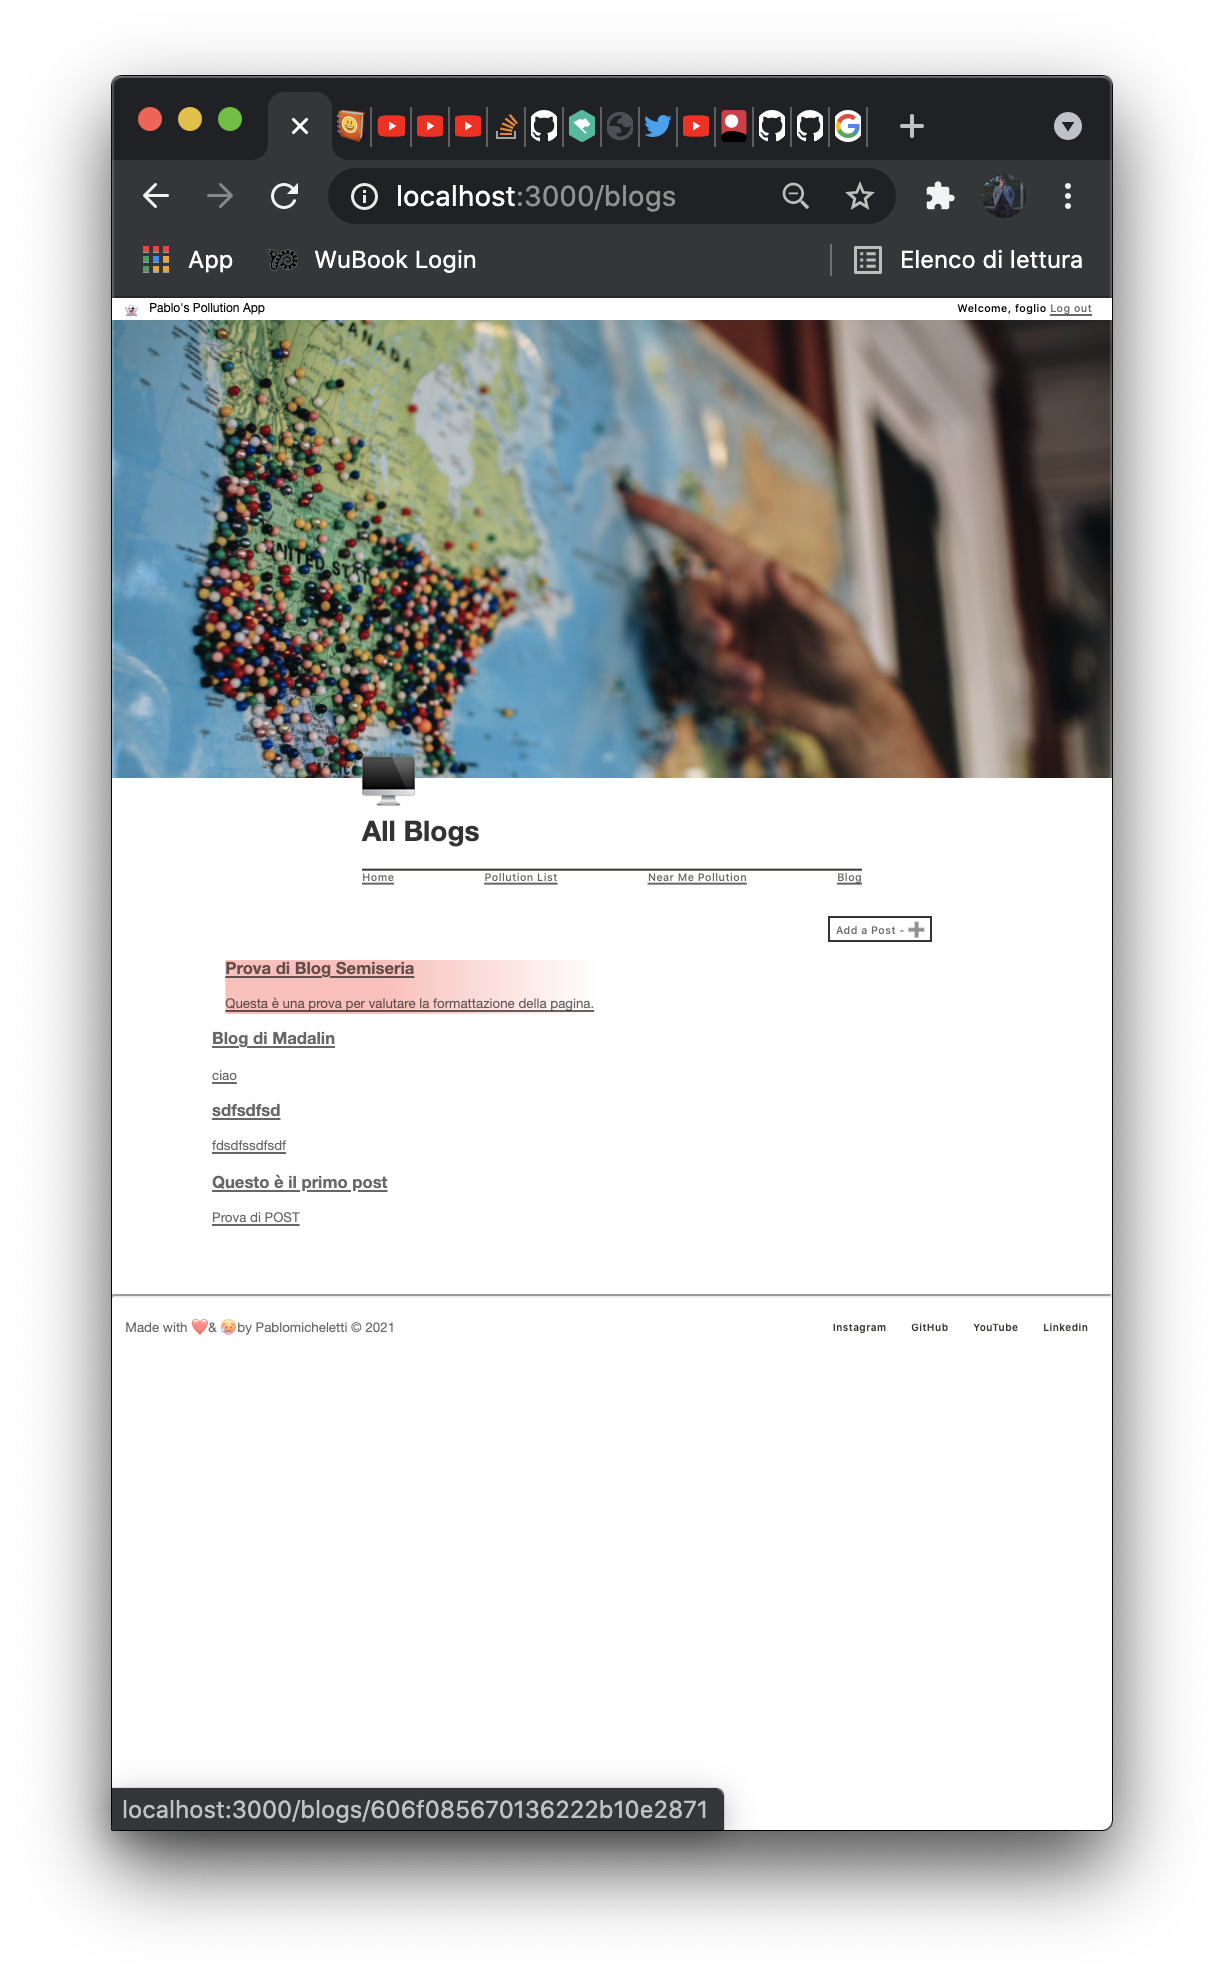 localhost:3000/blogs
App WuBook Login Elenco di lettura
Pablo's Pollution App Welcome, foglio Log out
CANADA
UNITED STAT
All Blogs
Home Pollution List Near Me Pollution Blog
Add a Post -
Prova di Blog Semiseria
Questa è una prova per valutare la formattazione della pagina.
Blog di Madalin
ciao
sdfsdfsd
fdsdfssdfsdf
Questo è il primo post
Prova di POST
Made with ❤️& 🥵by Pablomicheletti © 2021 Instagram GitHub YouTube Linkedin
localhost:3000/blogs/606f085670136222b10e2871